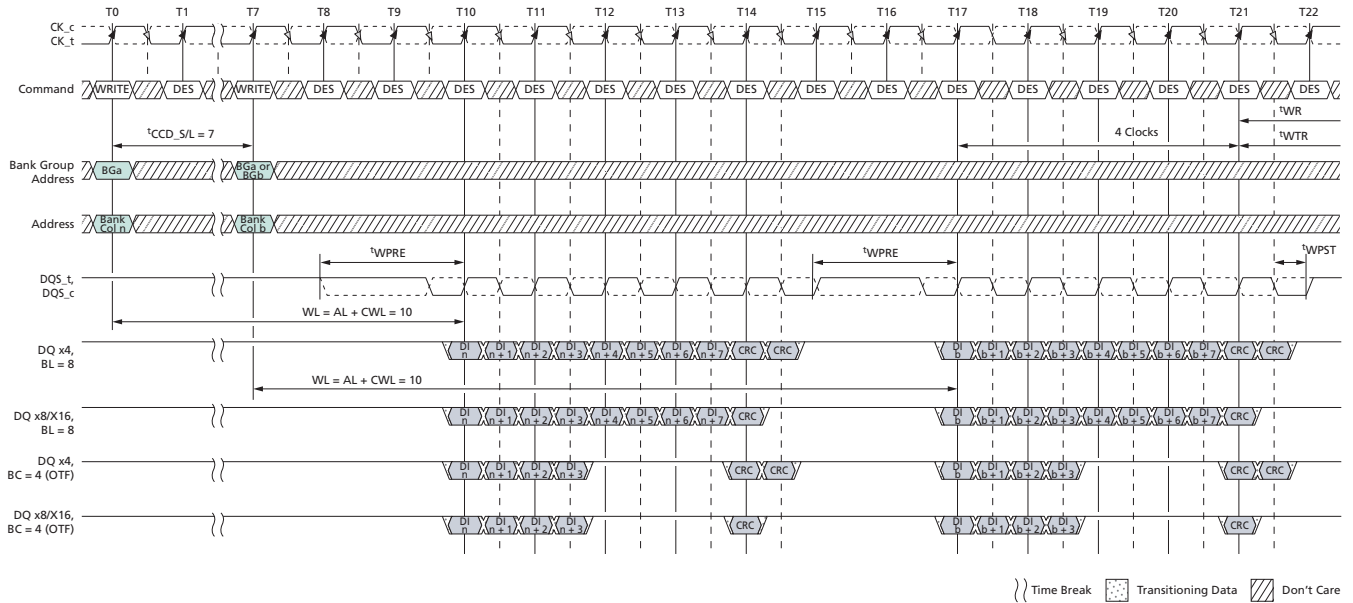 T0 T1 T7 T8 T9 T10 T11 T12 T13 T14 T15 T16 T17 T18 T19 T20 T21 T22
CK_c
CK_t
Command WRITE DES WRITE DES DES DES DES DES DES DES DES DES DES DES DES DES DES DES
tWR
tCCD_S/L = 7
4 Clocks
tWTR
Bank Group
Address
BGa
BGa or
BGb
Address
Bank
Col n
Bank
Col b
tWPRE tWPRE tWPST
DQS_t,
DQS_c
WL = AL + CWL = 10
DQ x4,
BL = 8
DI n DI n + 1 DI n + 2 DI n + 3 DI n + 4 DI n + 5 DI n + 6 DI n + 7 CRC CRC DI b DI b + 1 DI b + 2 DI b + 3 DI b + 4 DI b + 5 DI b + 6 DI b + 7 CRC CRC
WL = AL + CWL = 10
DQ x8/X16,
BL = 8
DI n DI n + 1 DI n + 2 DI n + 3 DI n + 4 DI n + 5 DI n + 6 DI n + 7 CRC DI b DI b + 1 DI b + 2 DI b + 3 DI b + 4 DI b + 5 DI b + 6 DI b + 7 CRC
DQ x4,
BC = 4 (OTF)
DI n DI n + 1 DI n + 2 DI n + 3 CRC CRC DI b DI b + 1 DI b + 2 DI b + 3 CRC CRC
DQ x8/X16,
BC = 4 (OTF)
DI n DI n + 1 DI n + 2 DI n + 3 CRC DI b DI b + 1 DI b + 2 DI b + 3 CRC
Time Break Transitioning Data Don't Care